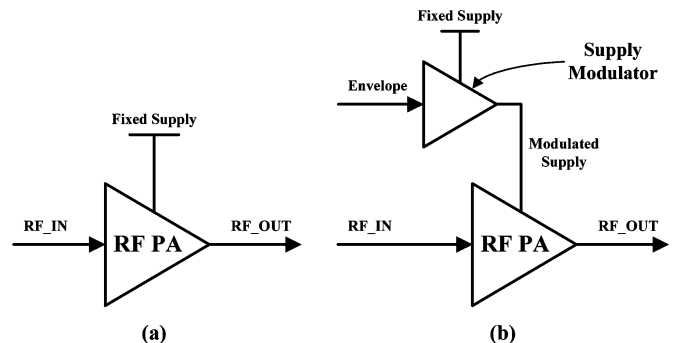 Fixed Supply
RF_IN
RF PA
RF_OUT
(a)
Fixed Supply
Supply
Modulator
Envelope
Modulated
Supply
RF_IN
RF PA
RF_OUT
(b)